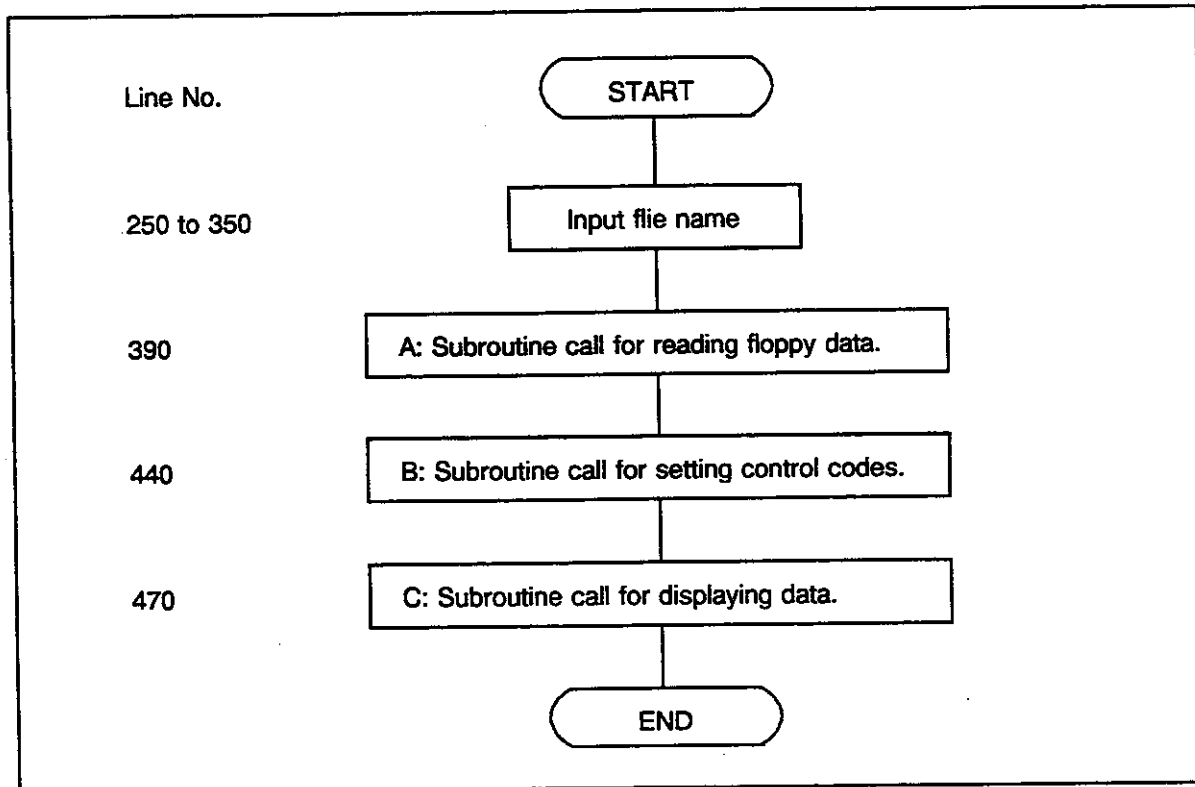 Line No.
START
250 to 350
Input flie name
390
A: Subroutine call for reading floppy data.
440
B: Subroutine call for setting control codes.
470
C: Subroutine call for displaying data.
END